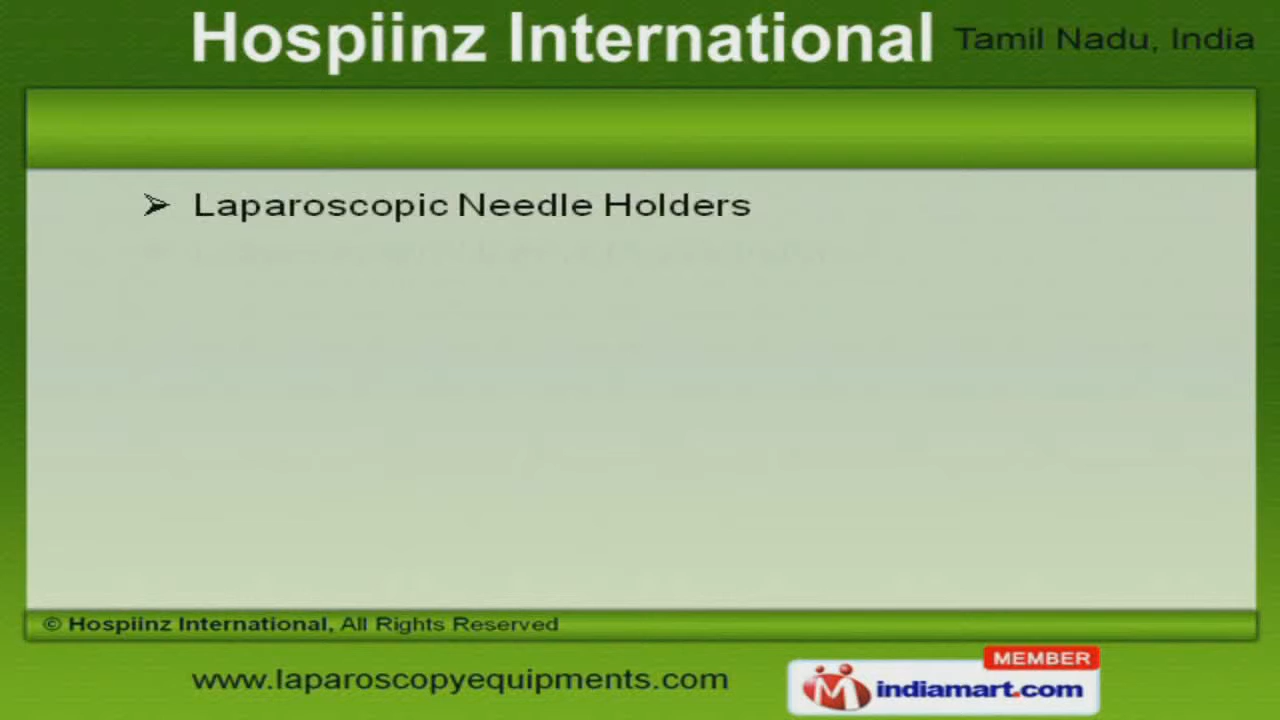 Hospiinz International Tamil Nadu, India
➢ Laparoscopic Needle Holders
© Hospiinz International, All Rights Reserved
www.laparoscopyequipments.com
MEMBER
indiamart.com